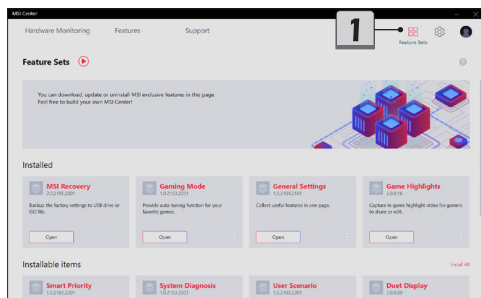 MSI Center
Hardware Monitoring
Features
Support
1
Feature Sets
Feature Sets
You can download, update or uninstall MSI exclusive features in this page.
Feel free to build your own MSI Center!
Installed
MSI Recovery
Gaming Mode
General Settings
Game Highlights
2.0.0.18
Backup the factory settings to USB drive or
ISO file.
Provide auto-tuning function for your
favorite games.
Collect useful features in one page.
Capture in-game highlight video for gamers
to share or edit.
Open
Open
Open
Open
Installable items
Install All
Smart Priority
System Diagnosis
User Scenario
Duet Display